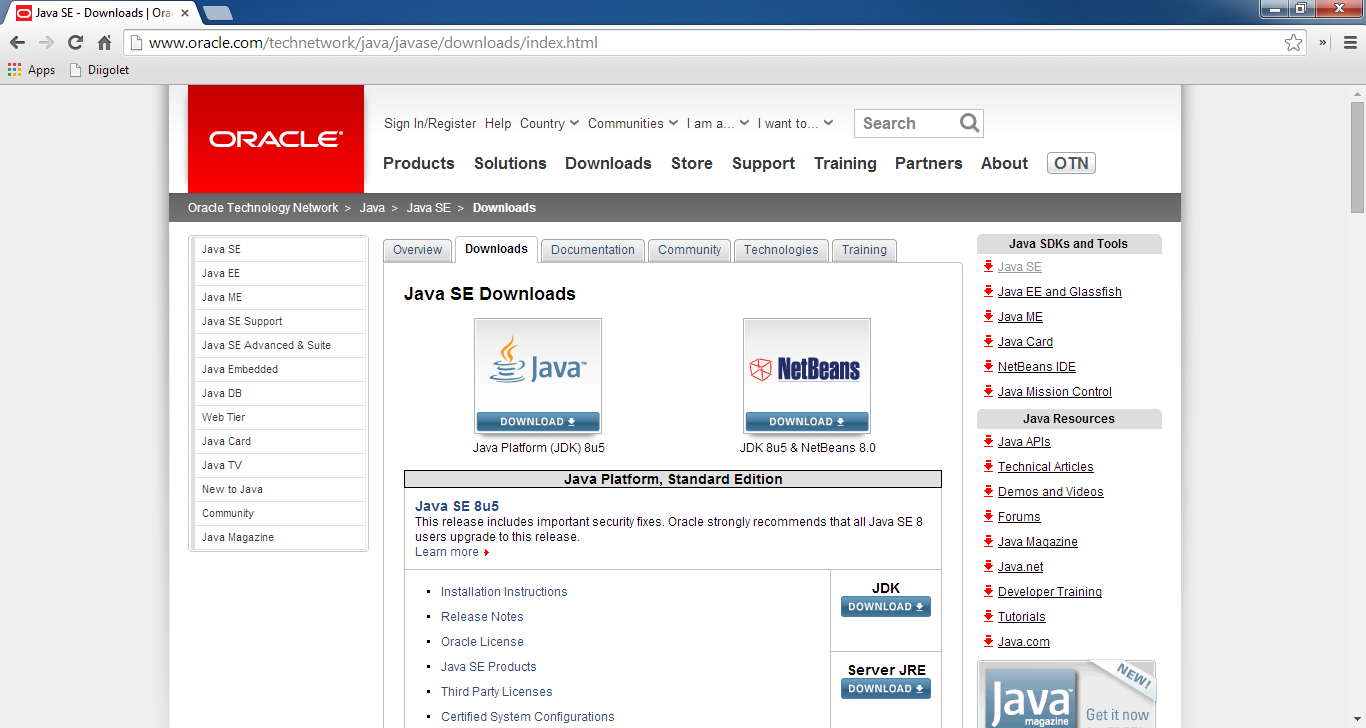 Java SE - Downloads | Ora
www.oracle.com/technetwork/java/javase/downloads/index.html
Apps Diigolet
ORACLE
Sign In/Register Help Country Communities I am a... I want to... Search
Products Solutions Downloads Store Support Training Partners About OTN
Oracle Technology Network > Java > Java SE > Downloads
Java SE
Java EE
Java ME
Java SE Support
Java SE Advanced & Suite
Java Embedded
Java DB
Web Tier
Java Card
Java TV
New to Java
Community
Java Magazine
Overview Downloads Documentation Community Technologies Training
Java SE Downloads
Java™
DOWNLOAD
Java Platform (JDK) 8u5
NetBeans
DOWNLOAD
JDK 8u5 & NetBeans 8.0
Java Platform, Standard Edition
Java SE 8u5
This release includes important security fixes. Oracle strongly recommends that all Java SE 8
users upgrade to this release.
Learn more
Installation Instructions
Release Notes
Oracle License
Java SE Products
Third Party Licenses
Certified System Configurations
JDK
DOWNLOAD
Server JRE
DOWNLOAD
Java SDKs and Tools
Java SE
Java EE and Glassfish
Java ME
Java Card
NetBeans IDE
Java Mission Control
Java Resources
Java APIs
Technical Articles
Demos and Videos
Forums
Java Magazine
Java.net
Developer Training
Tutorials
Java.com
NEW!
Java™
magazine
Get it now